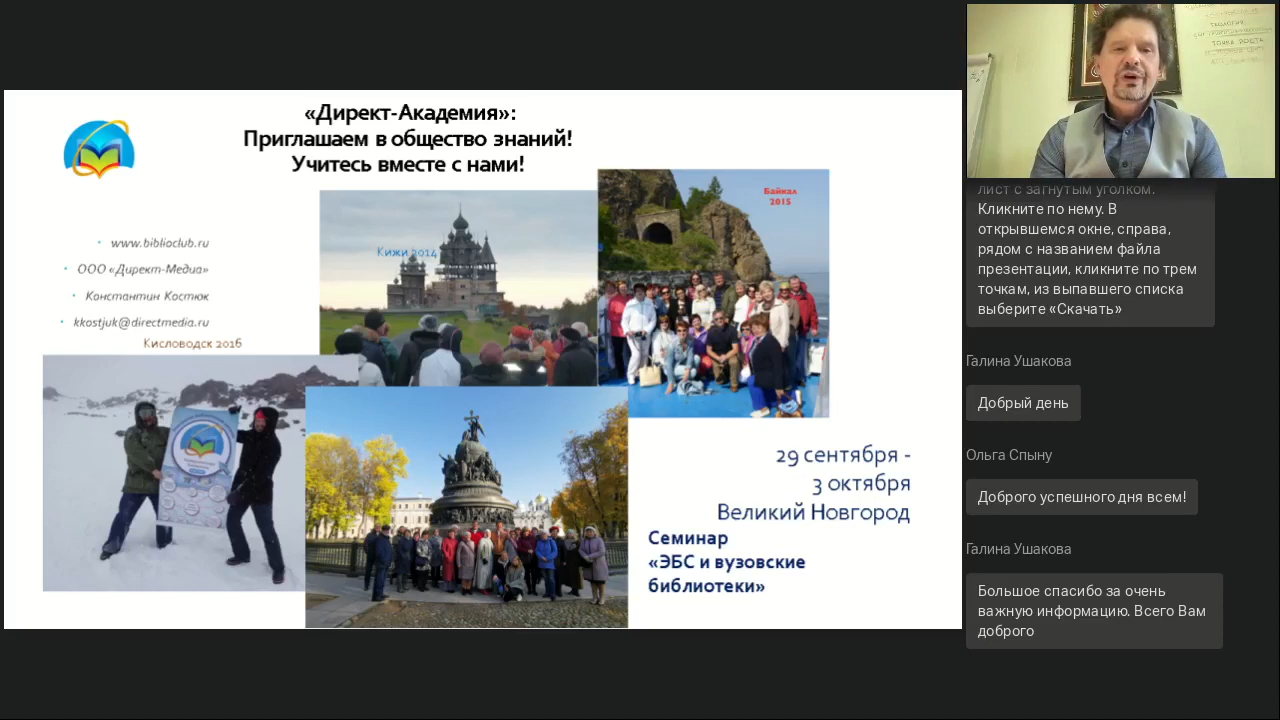 «Директ-Академия»:
Приглашаем в общество знаний!
Учитесь вместе с нами!
www.biblioclub.ru
ООО «Директ-Медиа»
Константин Костюк
kkostjuk@directmedia.ru
Кисловодск 2016
Кижи 2014
Байкал
2015
29 сентября -
3 октября
Великий Новгород
Семинар
«ЭБС и вузовские
библиотеки»
ТЕОЛОГИЯ
ТОЧКА РОСТА
лист с загнутым уголком.
Кликните по нему. В
открывшемся окне, справа,
рядом с названием файла
презентации, кликните по трем
точкам, из выпавшего списка
выберите «Скачать»
Галина Ушакова
Добрый день
Ольга Спыну
Доброго успешного дня всем!
Галина Ушакова
Большое спасибо за очень
важную информацию. Всего Вам
доброго